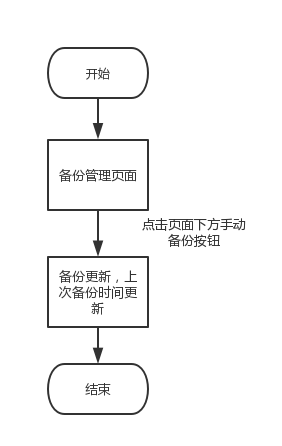 开始
备份管理页面
点击页面下方手动
备份按钮
备份更新，上
次备份时间更
新
结束